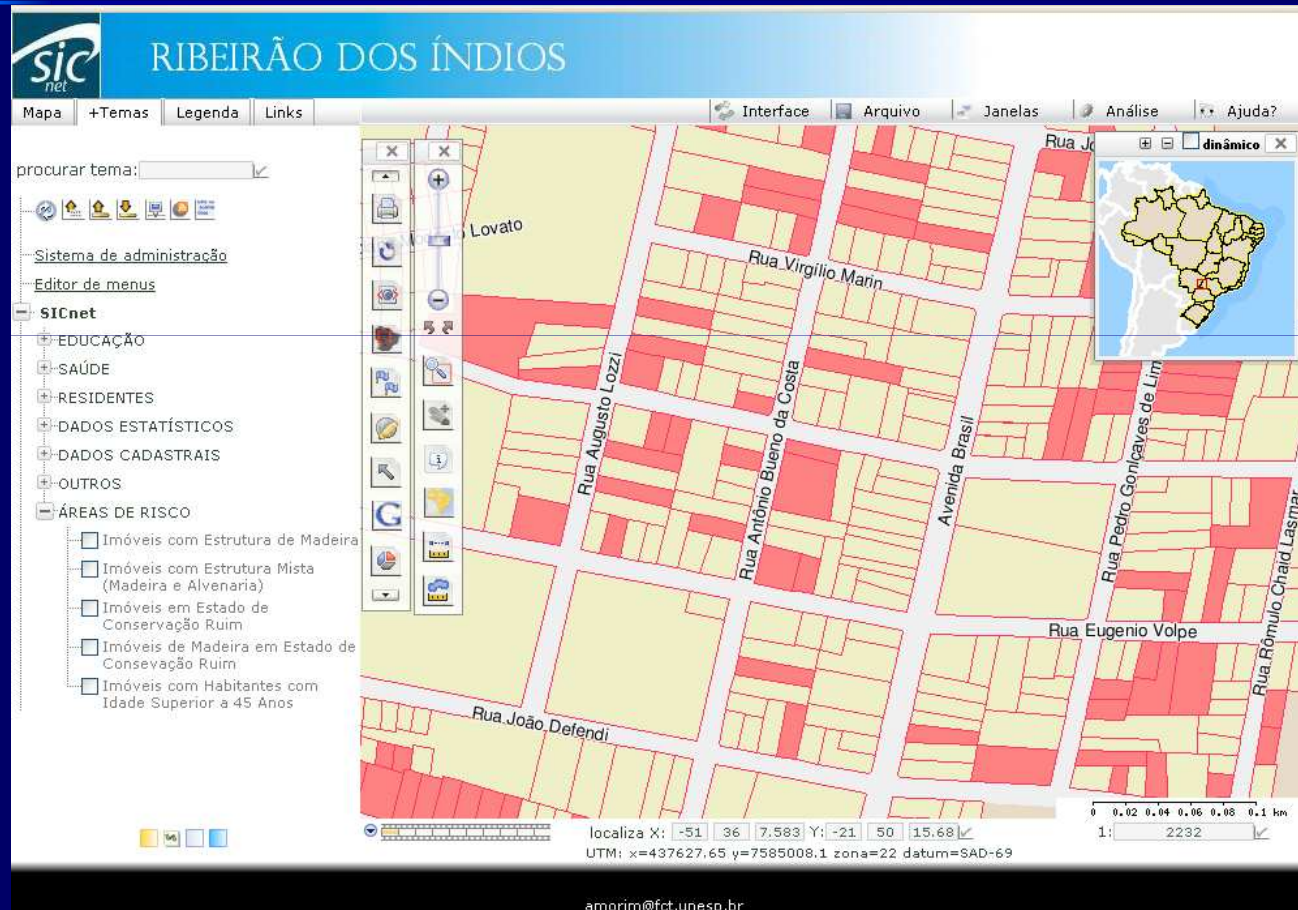 sic
net
RIBEIRÃO DOS ÍNDIOS
Mapa
+Temas
Legenda
Links
Interface
Arquivo
Janelas
Análise
Ajuda?
procurar tema:
Sistema de administração
Editor de menus
SICnet
EDUCAÇÃO
SAÚDE
RESIDENTES
DADOS ESTATÍSTICOS
DADOS CADASTRAIS
OUTROS
ÁREAS DE RISCO
Imóveis com Estrutura de Madeira
Imóveis com Estrutura Mista
(Madeira e Alvenaria)
Imóveis em Estado de
Conservação Ruim
Imóveis de Madeira em Estado de
Consevação Ruim
Imóveis com Habitantes com
Idade Superior a 45 Anos
G
Lovato
Rua Virgílio Marin
Rua Augusto Lozzi
Rua Antônio Bueno da Costa
Avenida Brasil
Rua Pedro Gonlçaves de Lim
Rua Rômulo Chaid Lasmar
Rua Eugenio Volpe
Rua João Defendi
Rua Jo
dinâmico
0 0.02 0.04 0.06 0.08 0.1 km
localiza X: -51 36 7.583 Y: -21 50 15.68
1: 2232
UTM: x=437627.65 y=7585008.1 zona=22 datum=SAD-69
amorim@fct.unesp.br